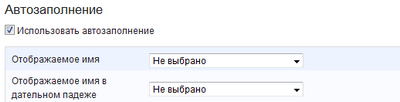 Автозаполнение
Использовать автозаполнение
Отображаемое имя
Не выбрано
Отображаемое имя в
дательном падеже
Не выбрано